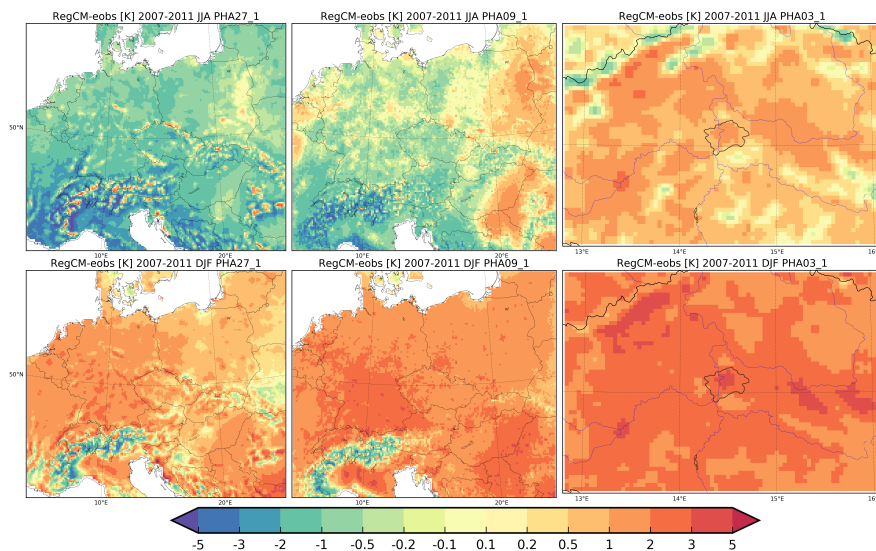 RegCM-eobs [K] 2007-2011 JJA PHA27_1
RegCM-eobs [K] 2007-2011 JJA PHA09_1
RegCM-eobs [K] 2007-2011 JJA PHA03_1
50°N
10°E 20°E 10°E 20°E 13°E 14°E 15°E 16°
RegCM-eobs [K] 2007-2011 DJF PHA27_1
RegCM-eobs [K] 2007-2011 DJF PHA09_1
RegCM-eobs [K] 2007-2011 DJF PHA03_1
50°N
10°E 20°E 10°E 20°E 13°E 14°E 15°E 16°
-5 -3 -2 -1 -0.5 -0.2 -0.1 0.1 0.2 0.5 1 2 3 5